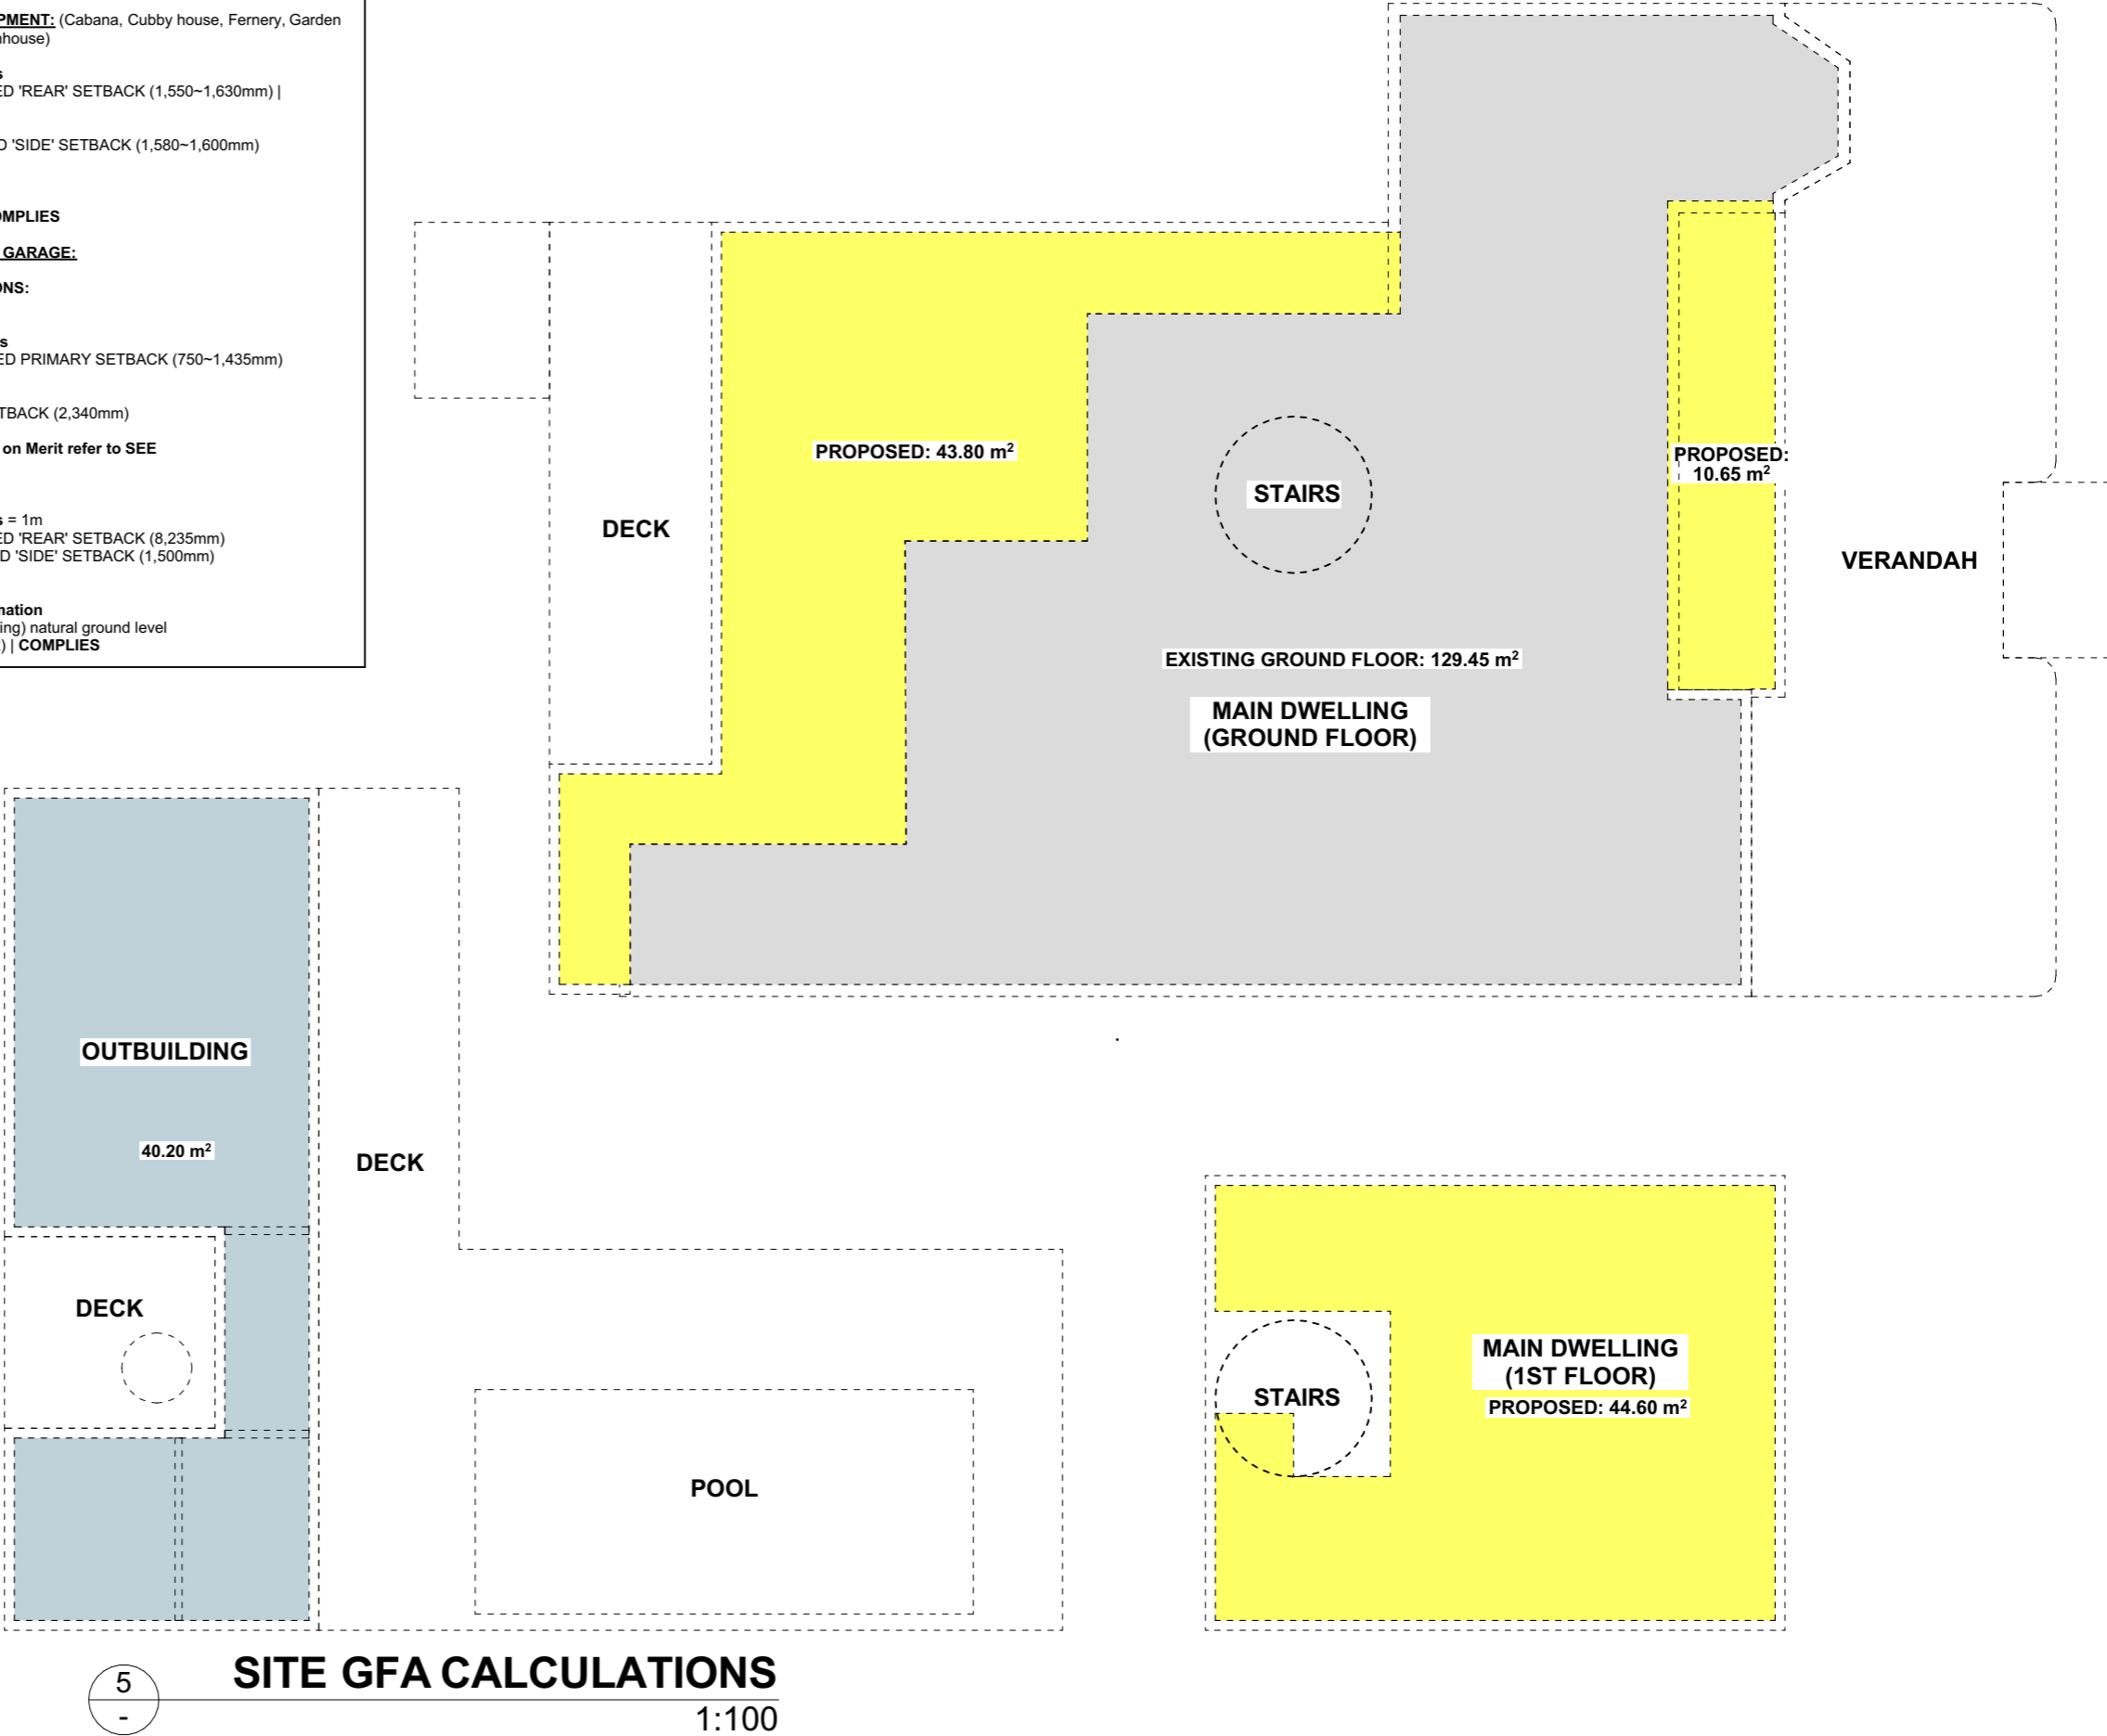 PMENT: (Cabana, Cubby house, Fernery, Garden
nhouse)
s
ED 'REAR' SETBACK (1,550~1,630mm) |
D 'SIDE' SETBACK (1,580~1,600mm)
OMPLIES
GARAGE:
ONS:
s
ED PRIMARY SETBACK (750~1,435mm)
TBACK (2,340mm)
on Merit refer to SEE
s = 1m
ED 'REAR' SETBACK (8,235mm)
D 'SIDE' SETBACK (1,500mm)
mation
ing) natural ground level
) | COMPLIES
PROPOSED: 43.80 m²
PROPOSED:
10.65 m²
STAIRS
DECK
VERANDAH
EXISTING GROUND FLOOR: 129.45 m²
MAIN DWELLING
(GROUND FLOOR)
OUTBUILDING
40.20 m²
DECK
DECK
POOL
STAIRS
MAIN DWELLING
(1ST FLOOR)
PROPOSED: 44.60 m²
5
-
SITE GFA CALCULATIONS
1:100